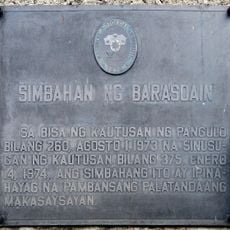 SIMBAHAN NG BARASOAIN
SA BISA NG KAUTUSAN NG PANGULO
BILANG 260, AGOSTO 1, 1973 NA SINUSU-
GAN NG KAUTUSAN BILANG 375, ENERO
14, 1974, ANG SIMBAHANG ITO AY IPINA-
HAYAG NA PAMBANSANG PALATANDAANG
MAKASAYSAYAN.